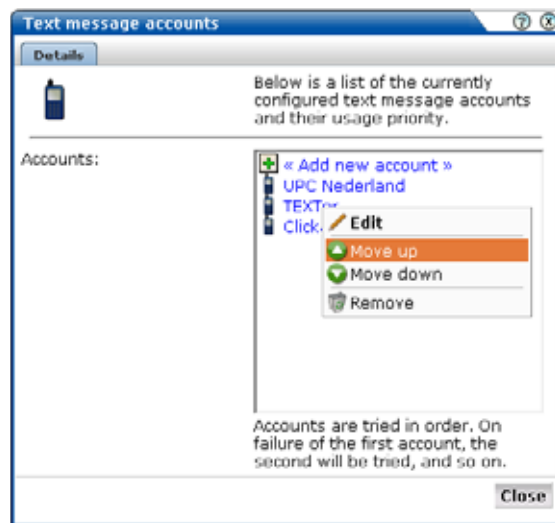 Text message accounts
Details
Below is a list of the currently
configured text message accounts
and their usage priority.
Accounts:
« Add new account »
UPC Nederland
Edit
Move up
Move down
Remove
Accounts are tried in order. On
failure of the first account, the
second will be tried, and so on.
Close